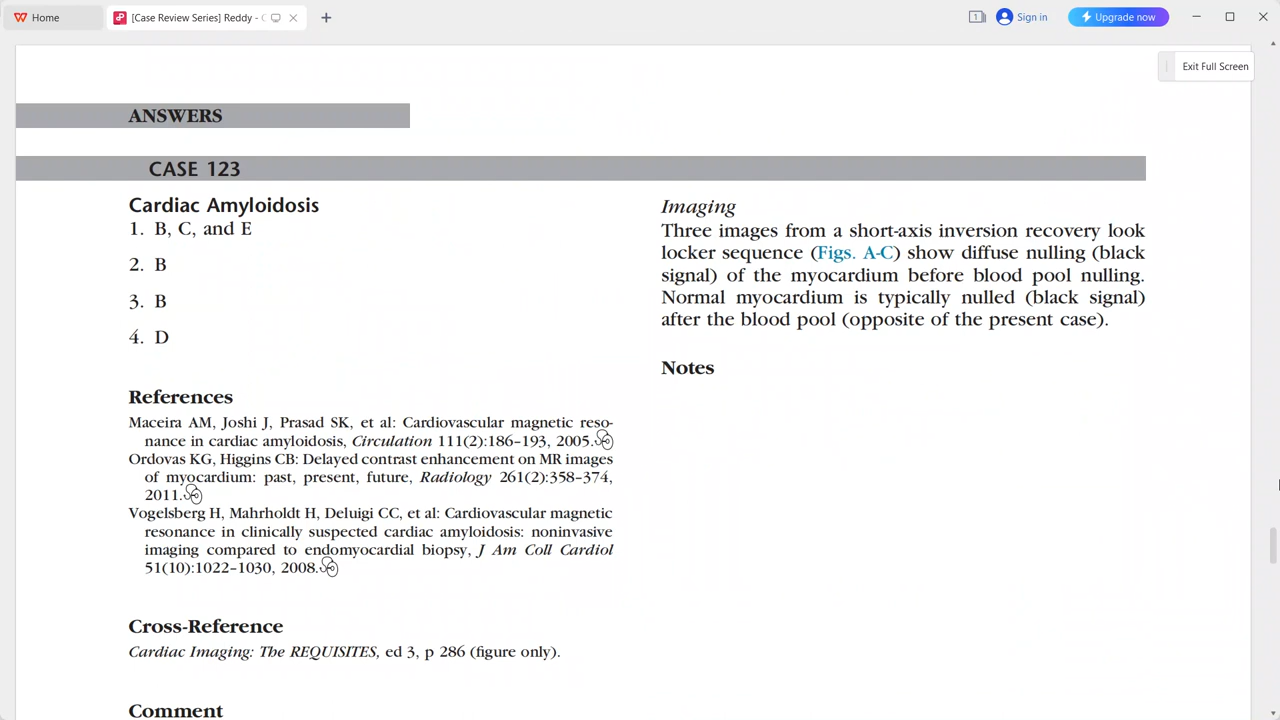 Home
[Case Review Series] Reddy - C
Sign in
Upgrade now
Exit Full Screen
ANSWERS
CASE 123
Cardiac Amyloidosis
1. B, C, and E
2. B
3. B
4. D
References
Maceira AM, Joshi J, Prasad SK, et al: Cardiovascular magnetic reso-
nance in cardiac amyloidosis, Circulation 111(2):186–193, 2005.
Ordovas KG, Higgins CB: Delayed contrast enhancement on MR images
of myocardium: past, present, future, Radiology 261(2):358–374,
2011.
Vogelsberg H, Mahrholdt H, Deluigi CC, et al: Cardiovascular magnetic
resonance in clinically suspected cardiac amyloidosis: noninvasive
imaging compared to endomyocardial biopsy, J Am Coll Cardiol
51(10):1022–1030, 2008.
Cross-Reference
Cardiac Imaging: The REQUISITES, ed 3, p 286 (figure only).
Comment
Imaging
Three images from a short-axis inversion recovery look
locker sequence (Figs. A-C) show diffuse nulling (black
signal) of the myocardium before blood pool nulling.
Normal myocardium is typically nulled (black signal)
after the blood pool (opposite of the present case).
Notes